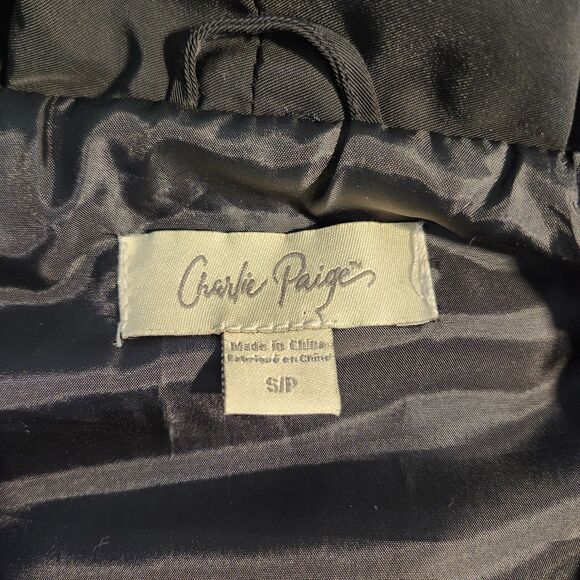 Charlie Paige™
Made in China
Fabriqué en Chine
S/P